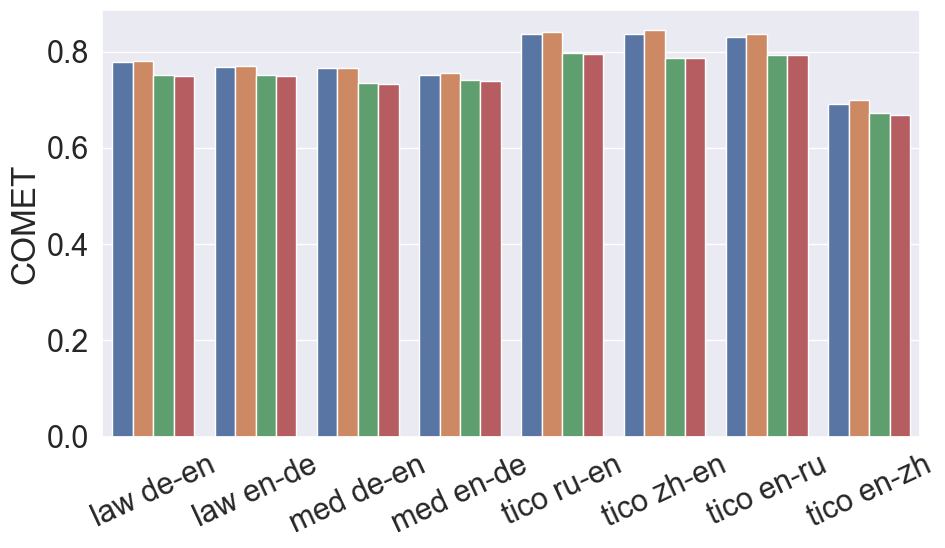 COMET
0.8
0.6
0.4
0.2
0.0
law de-en
law en-de
med de-en
med en-de
tico ru-en
tico zh-en
tico en-ru
tico en-zh